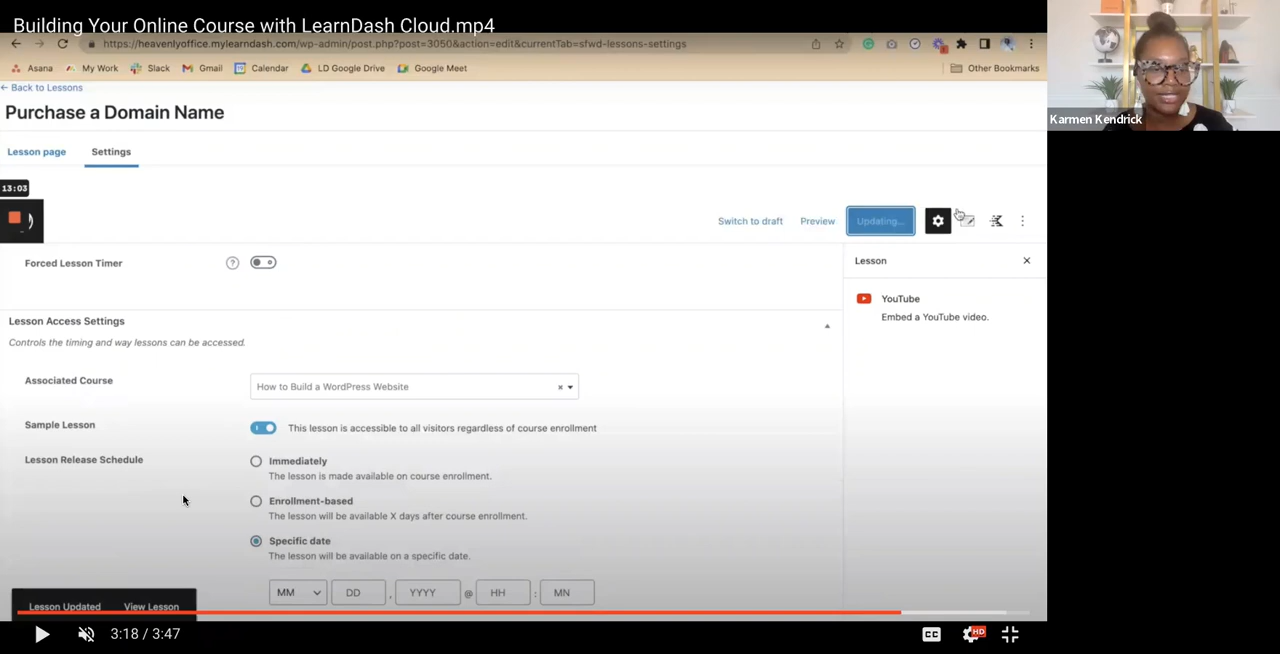 Building Your Online Course with LearnDash Cloud.mp4
https://heavenlyoffice.mylearndash.com/wp-admin/post.php?post=3050&action=edit&currentTab=sfwd-lessons-settings
Asana My Work Slack Gmail Calendar LD Google Drive Google Meet Other Bookmarks
← Back to Lessons
Purchase a Domain Name
Karmen Kendrick
Lesson page Settings
13:03
Switch to draft Preview Updating...
Forced Lesson Timer ?
Lesson ×
YouTube
Embed a YouTube video.
Lesson Access Settings
Controls the timing and way lessons can be accessed.
Associated Course How to Build a WordPress Website ×
Sample Lesson This lesson is accessible to all visitors regardless of course enrollment
Lesson Release Schedule Immediately
The lesson is made available on course enrollment.
Enrollment-based
The lesson will be available X days after course enrollment.
Specific date
The lesson will be available on a specific date.
MM DD , YYYY @ HH : MN
Lesson Updated View Lesson
3:18 / 3:47 CC HD